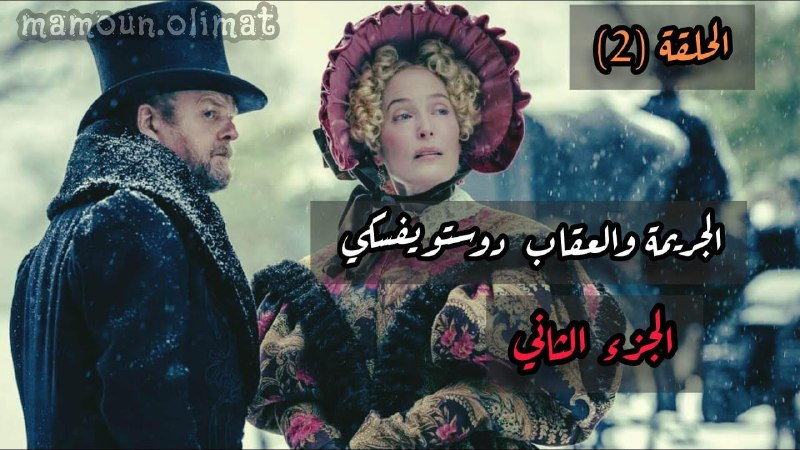 mamoun.olimat
الحلقة (2)
الجريمة والعقاب دوستويفسكي
الجزء الثاني